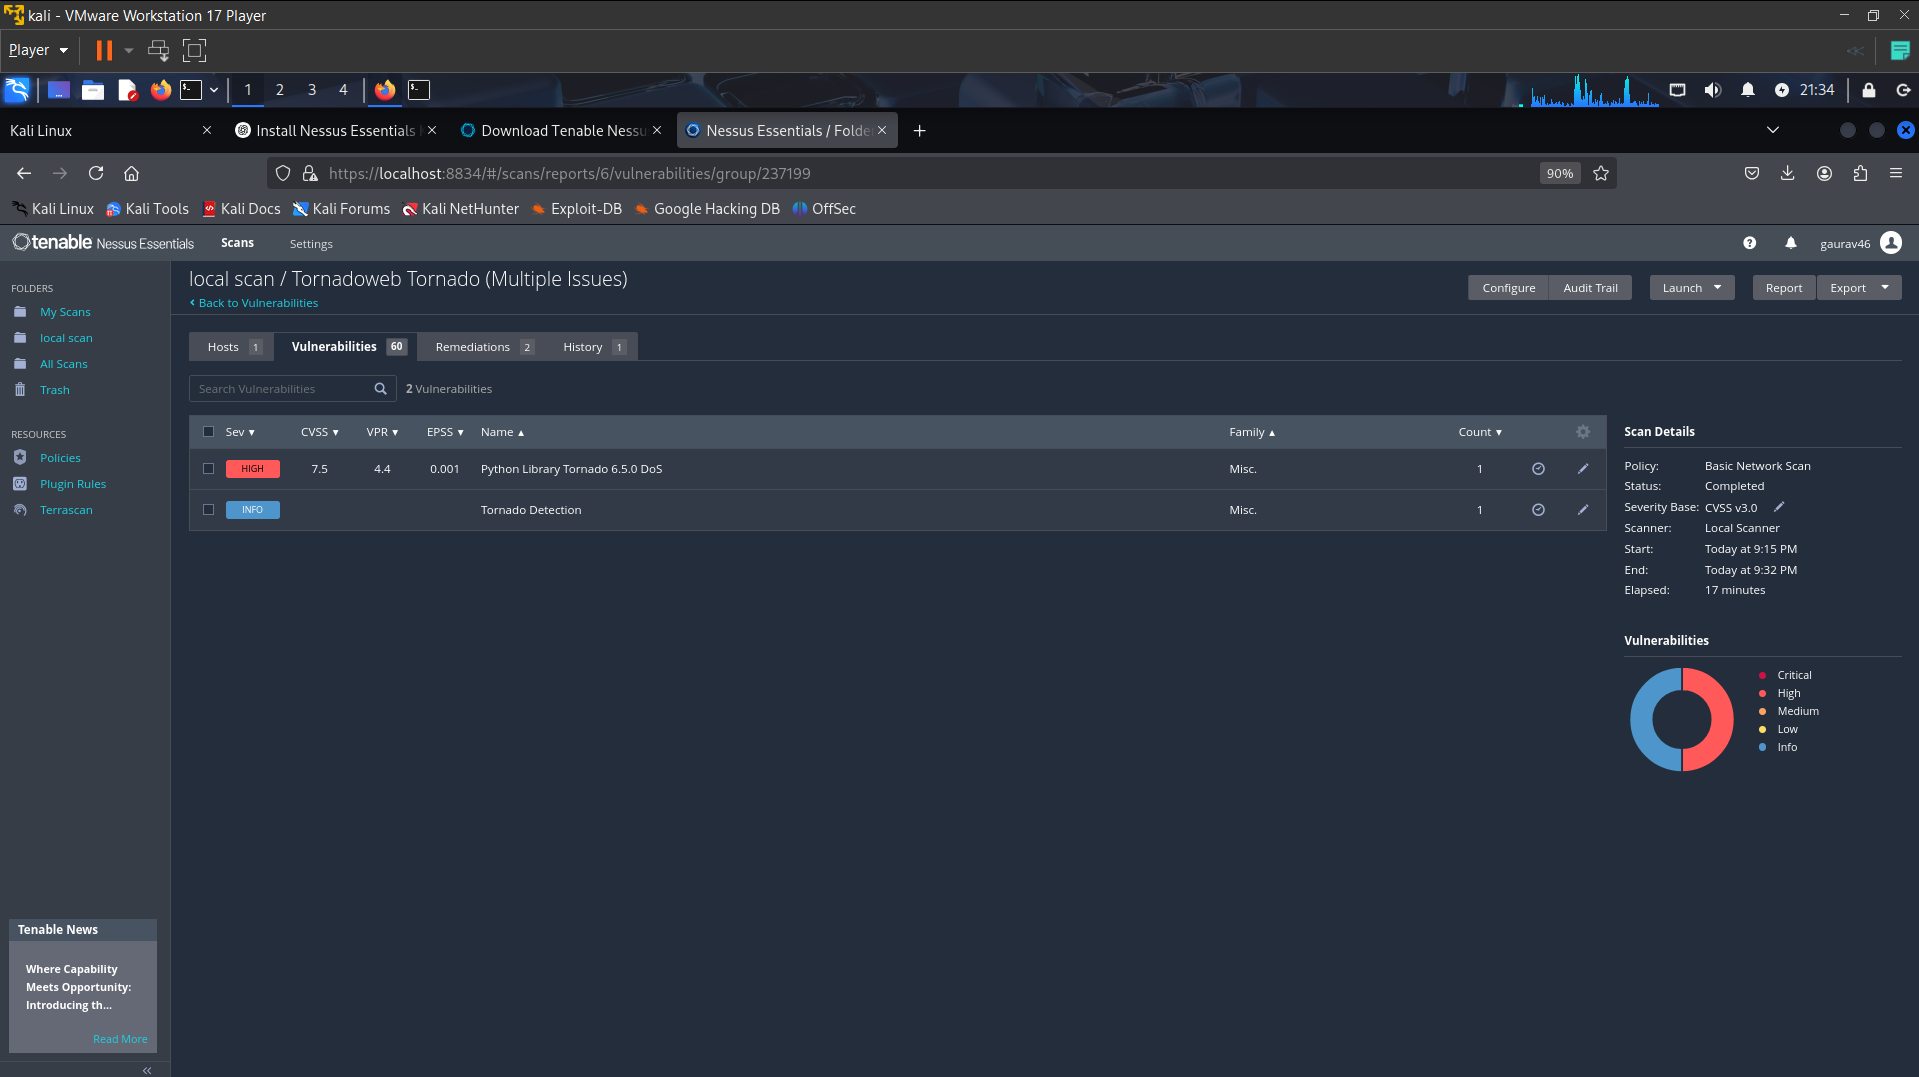 kali - VMware Workstation 17 Player
Player
1 2 3 4 21:34
Kali Linux Install Nessus Essentials Download Tenable Nessu Nessus Essentials / Folde
https://localhost:8834/#/scans/reports/6/vulnerabilities/group/237199 90%
Kali Linux Kali Tools Kali Docs Kali Forums Kali NetHunter Exploit-DB Google Hacking DB OffSec
tenable Nessus Essentials Scans Settings gaurav46
FOLDERS
My Scans
local scan
All Scans
Trash
RESOURCES
Policies
Plugin Rules
Terrascan
local scan / Tornadoweb Tornado (Multiple Issues)
Back to Vulnerabilities
Configure Audit Trail Launch Report Export
Hosts 1 Vulnerabilities 60 Remediations 2 History 1
Search Vulnerabilities 2 Vulnerabilities
Sev CVSS VPR EPSS Name Family Count
HIGH 7.5 4.4 0.001 Python Library Tornado 6.5.0 DoS Misc. 1
INFO Tornado Detection Misc. 1
Scan Details
Policy: Basic Network Scan
Status: Completed
Severity Base: CVSS v3.0
Scanner: Local Scanner
Start: Today at 9:15 PM
End: Today at 9:32 PM
Elapsed: 17 minutes
Vulnerabilities
Critical
High
Medium
Low
Info
Tenable News
Where Capability
Meets Opportunity:
Introducing th...
Read More